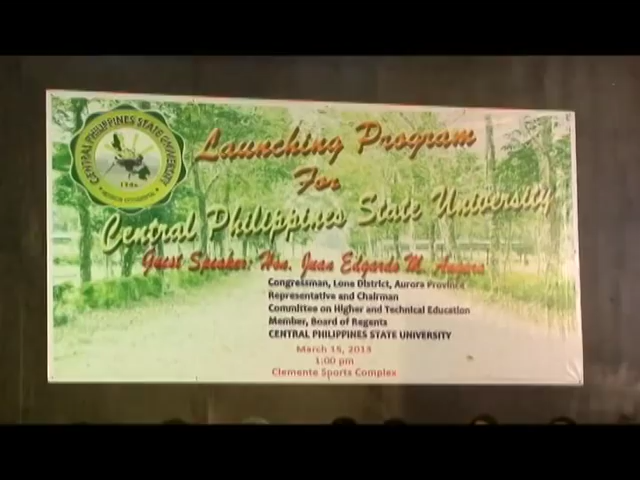 CENTRAL PHILIPPINES STATE UNIVERSITY
Launching Program
For
Central Philippines State University
Guest Speaker: Hon. Juan Edgardo M. Angara
Congressman, Lone District, Aurora Province
Representative and Chairman
Committee on Higher and Technical Education
Member, Board of Regents
CENTRAL PHILIPPINES STATE UNIVERSITY
March 15, 2013
1:00 pm
Clemente Sports Complex